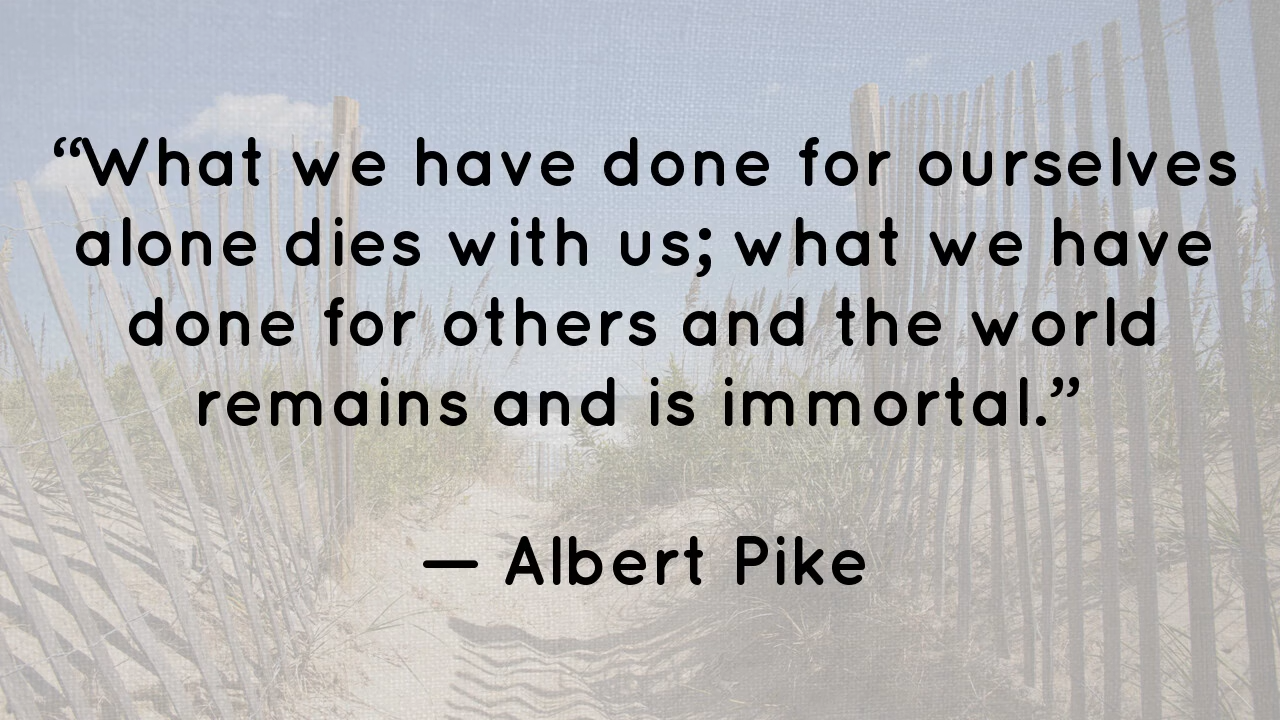 “What we have done for ourselves
alone dies with us; what we have
done for others and the world
remains and is immortal.”
— Albert Pike